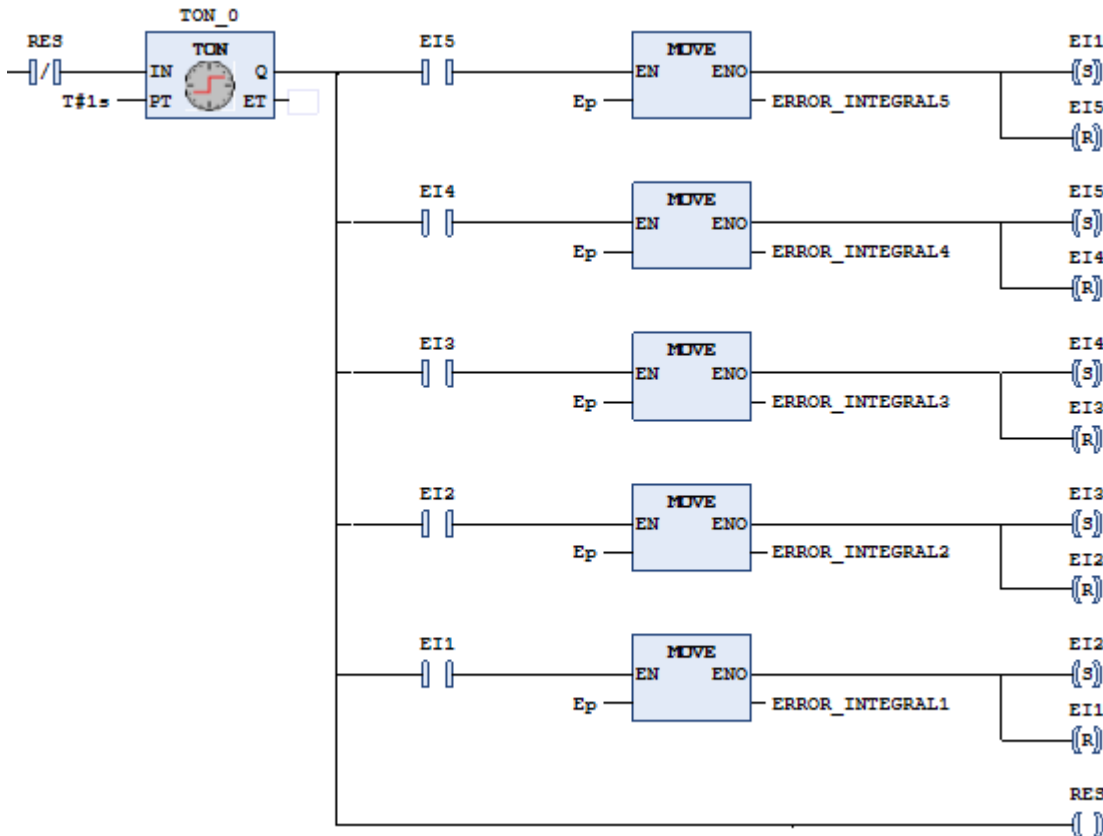 TON_0
RES TON EI5 MOVE EI1
IN Q EN ENO S
T#1s PT ET Ep ERROR_INTEGRAL5 EI5
R
EI4 MOVE EI5
EN ENO S
Ep ERROR_INTEGRAL4 EI4
R
EI3 MOVE EI4
EN ENO S
Ep ERROR_INTEGRAL3 EI3
R
EI2 MOVE EI3
EN ENO S
Ep ERROR_INTEGRAL2 EI2
R
EI1 MOVE EI2
EN ENO S
Ep ERROR_INTEGRAL1 EI1
R
RES